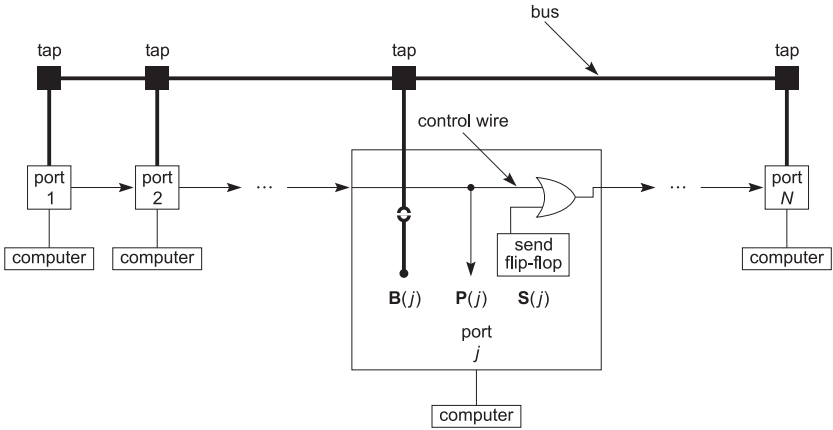 bus
tap
tap
tap
tap
control wire
port
1
port
2
...
...
port
N
computer
computer
send
flip-flop
computer
B(j)
P(j)
S(j)
port
j
computer